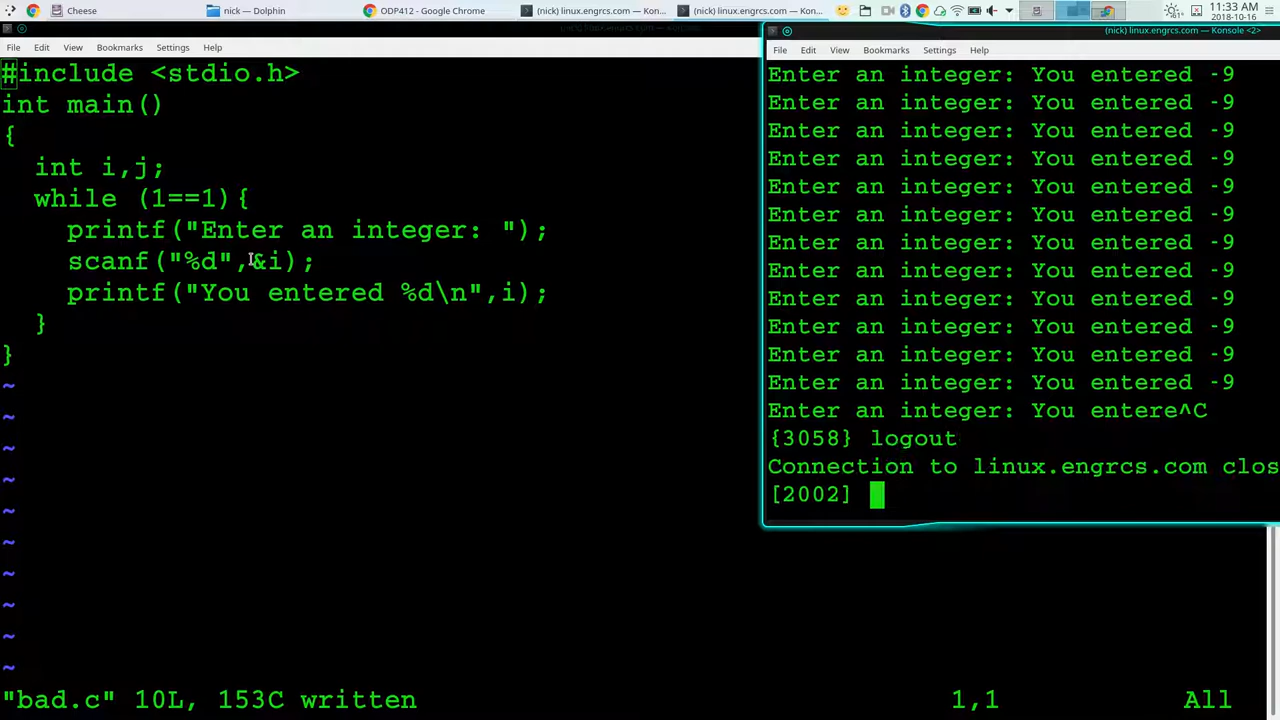 Cheese
nick — Dolphin
ODP412 - Google Chrome
(nick) linux.engrcs.com — Kon...
(nick) linux.engrcs.com — Kon...
11:33 AM
2018-10-16
File Edit View Bookmarks Settings Help
#include <stdio.h>
int main()
{
int i,j;
while (1==1){
printf("Enter an integer: ");
scanf("%d",&i);
printf("You entered %d\n",i);
}
}
~
~
~
~
~
~
~
~
~
~
"bad.c" 10L, 153C written 1,1 All
(nick) linux.engrcs.com — Konsole <2>
File Edit View Bookmarks Settings Help
Enter an integer: You entered -9
Enter an integer: You entered -9
Enter an integer: You entered -9
Enter an integer: You entered -9
Enter an integer: You entered -9
Enter an integer: You entered -9
Enter an integer: You entered -9
Enter an integer: You entered -9
Enter an integer: You entered -9
Enter an integer: You entered -9
Enter an integer: You entered -9
Enter an integer: You entered -9
Enter an integer: You entere^C
{3058} logout
Connection to linux.engrcs.com clos
[2002]